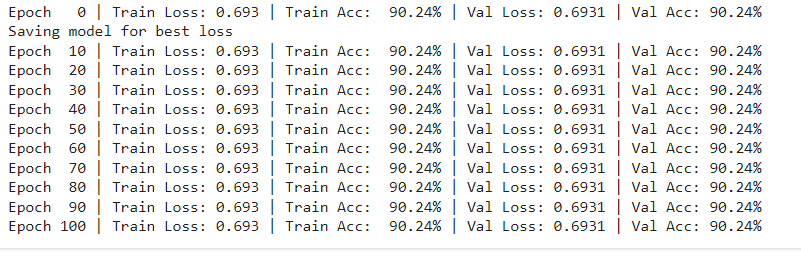 Epoch   0 | Train Loss: 0.693 | Train Acc:  90.24% | Val Loss: 0.6931 | Val Acc: 90.24%
Saving model for best loss
Epoch  10 | Train Loss: 0.693 | Train Acc:  90.24% | Val Loss: 0.6931 | Val Acc: 90.24%
Epoch  20 | Train Loss: 0.693 | Train Acc:  90.24% | Val Loss: 0.6931 | Val Acc: 90.24%
Epoch  30 | Train Loss: 0.693 | Train Acc:  90.24% | Val Loss: 0.6931 | Val Acc: 90.24%
Epoch  40 | Train Loss: 0.693 | Train Acc:  90.24% | Val Loss: 0.6931 | Val Acc: 90.24%
Epoch  50 | Train Loss: 0.693 | Train Acc:  90.24% | Val Loss: 0.6931 | Val Acc: 90.24%
Epoch  60 | Train Loss: 0.693 | Train Acc:  90.24% | Val Loss: 0.6931 | Val Acc: 90.24%
Epoch  70 | Train Loss: 0.693 | Train Acc:  90.24% | Val Loss: 0.6931 | Val Acc: 90.24%
Epoch  80 | Train Loss: 0.693 | Train Acc:  90.24% | Val Loss: 0.6931 | Val Acc: 90.24%
Epoch  90 | Train Loss: 0.693 | Train Acc:  90.24% | Val Loss: 0.6931 | Val Acc: 90.24%
Epoch 100 | Train Loss: 0.693 | Train Acc:  90.24% | Val Loss: 0.6931 | Val Acc: 90.24%